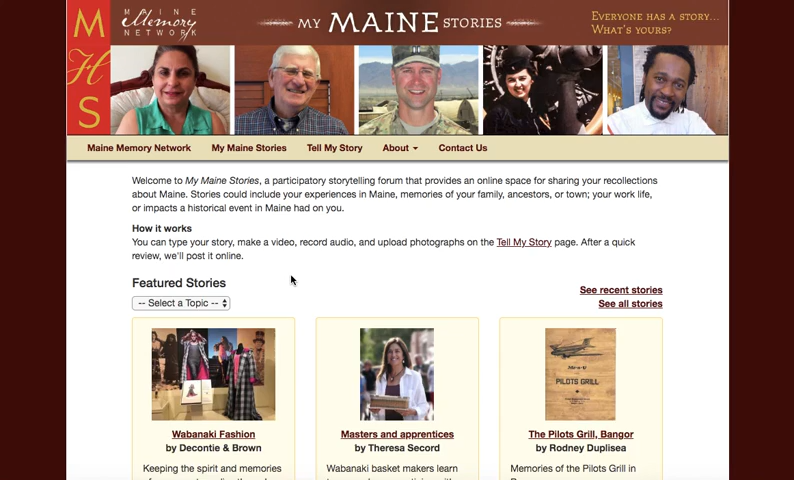 M
H
S
MAINE
Memory
NETWORK
MY MAINE STORIES
EVERYONE HAS A STORY...
WHAT'S YOURS?
Maine Memory Network My Maine Stories Tell My Story About Contact Us
Welcome to My Maine Stories, a participatory storytelling forum that provides an online space for sharing your recollections
about Maine. Stories could include your experiences in Maine, memories of your family, ancestors, or town; your work life,
or impacts a historical event in Maine had on you.
How it works
You can type your story, make a video, record audio, and upload photographs on the Tell My Story page. After a quick
review, we'll post it online.
Featured Stories
-- Select a Topic --
See recent stories
See all stories
PILOTS GRILL
Wabanaki Fashion
by Decontie & Brown
Keeping the spirit and memories
Masters and apprentices
by Theresa Secord
Wabanaki basket makers learn
The Pilots Grill, Bangor
by Rodney Duplisea
Memories of the Pilots Grill in